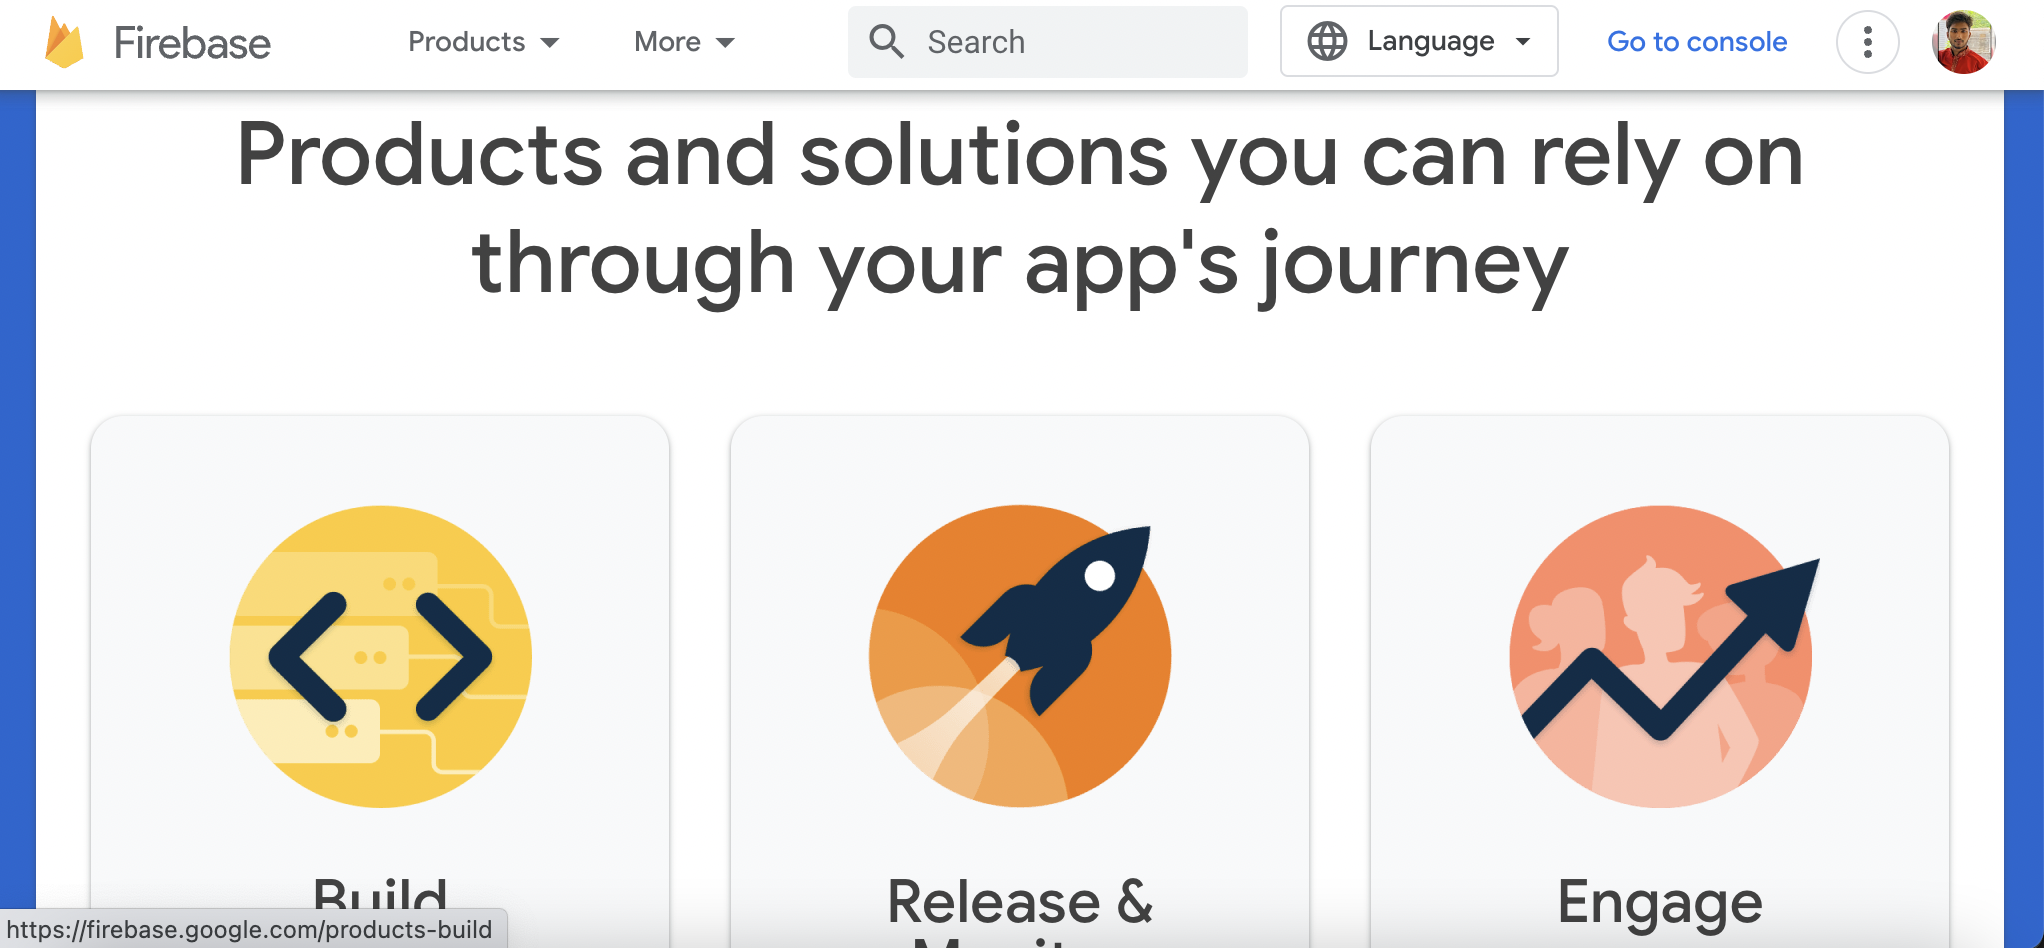 Firebase
Products
More
Search
Language
Go to console
Products and solutions you can rely on
through your app's journey
Build
Release &
Engage
https://firebase.google.com/products-build